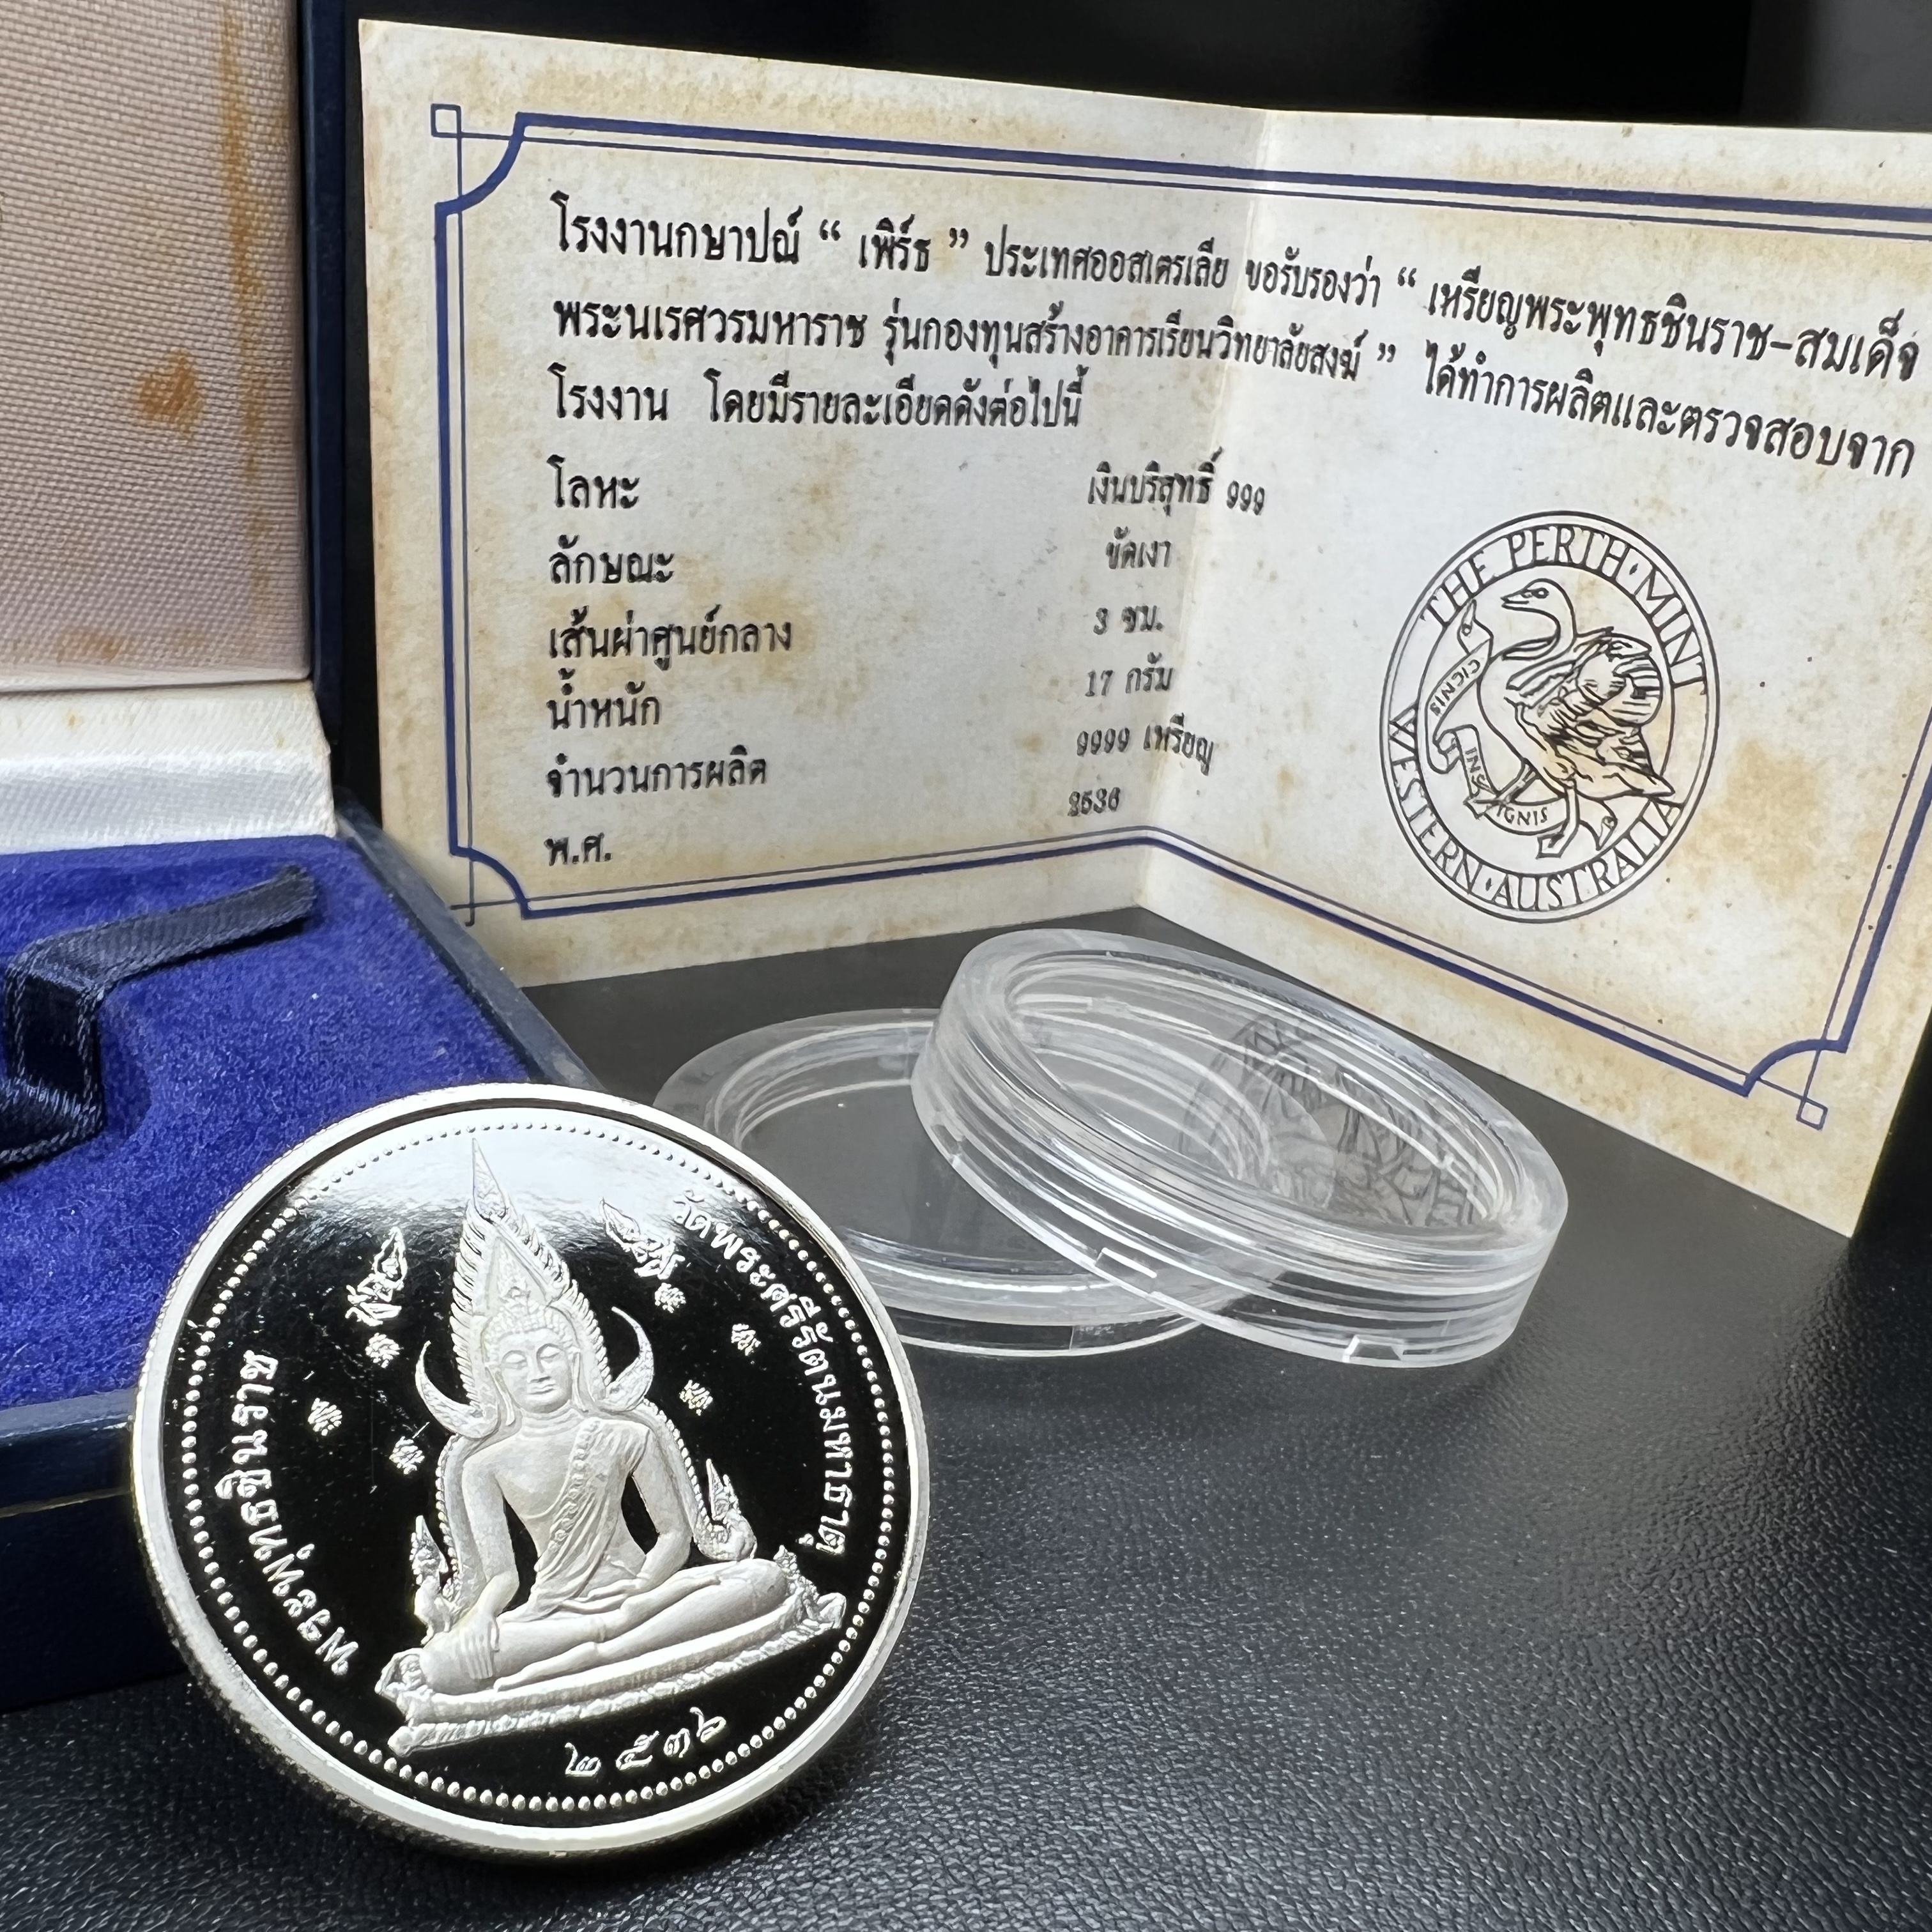 โรงงานกษาปณ์ “ เพิร์ธ ” ประเทศออสเตรเลีย ขอรับรองว่า “ เหรียญพระพุทธชินราช-สมเด็จ
พระนเรศวรมหาราช รุ่นกองทุนสร้างอาคารเรียนวิทยาลัยสงฆ์ ” ได้ทำการผลิตและตรวจสอบจาก
โรงงาน โดยมีรายละเอียดดังต่อไปนี้
โลหะ เงินบริสุทธิ์ 999
ลักษณะ ขัดเงา
เส้นผ่าศูนย์กลาง 3 ซม.
น้ำหนัก 17 กรัม
จำนวนการผลิต 9999 เหรียญ
พ.ศ. 2536
THE PERTH·MINT
WESTERN·AUSTRALIA
CIGNIS
INSIGNIS
พระพุทธชินราช
วัดพระศรีรัตนมหาธาตุ
๒๕๓๖